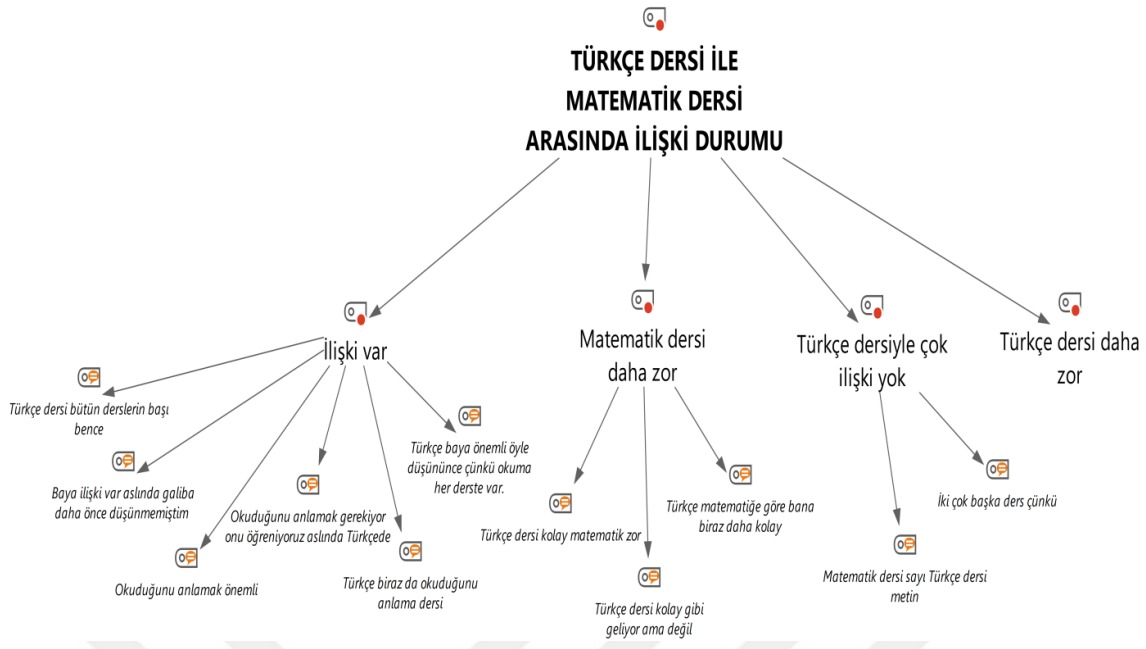 TÜRKÇE DERSİ İLE
MATEMATİK DERSİ
ARASINDA İLİŞKİ DURUMU
İlişki var
Türkçe dersi bütün derslerin başı
bence
Baya ilişki var aslında galiba
daha önce düşünmemiştim
Okuduğunu anlamak önemli
Okuduğunu anlamak gerekiyor
onu öğreniyoruz aslında Türkçede
Türkçe biraz da okuduğunu
anlama dersi
Türkçe baya önemli öyle
düşününce çünkü okuma
her derste var.
Matematik dersi
daha zor
Türkçe dersi kolay matematik zor
Türkçe dersi kolay gibi
geliyor ama değil
Türkçe matematiğe göre bana
biraz daha kolay
Türkçe dersiyle çok
ilişki yok
Matematik dersi sayı Türkçe dersi
metin
İki çok başka ders çünkü
Türkçe dersi daha
zor